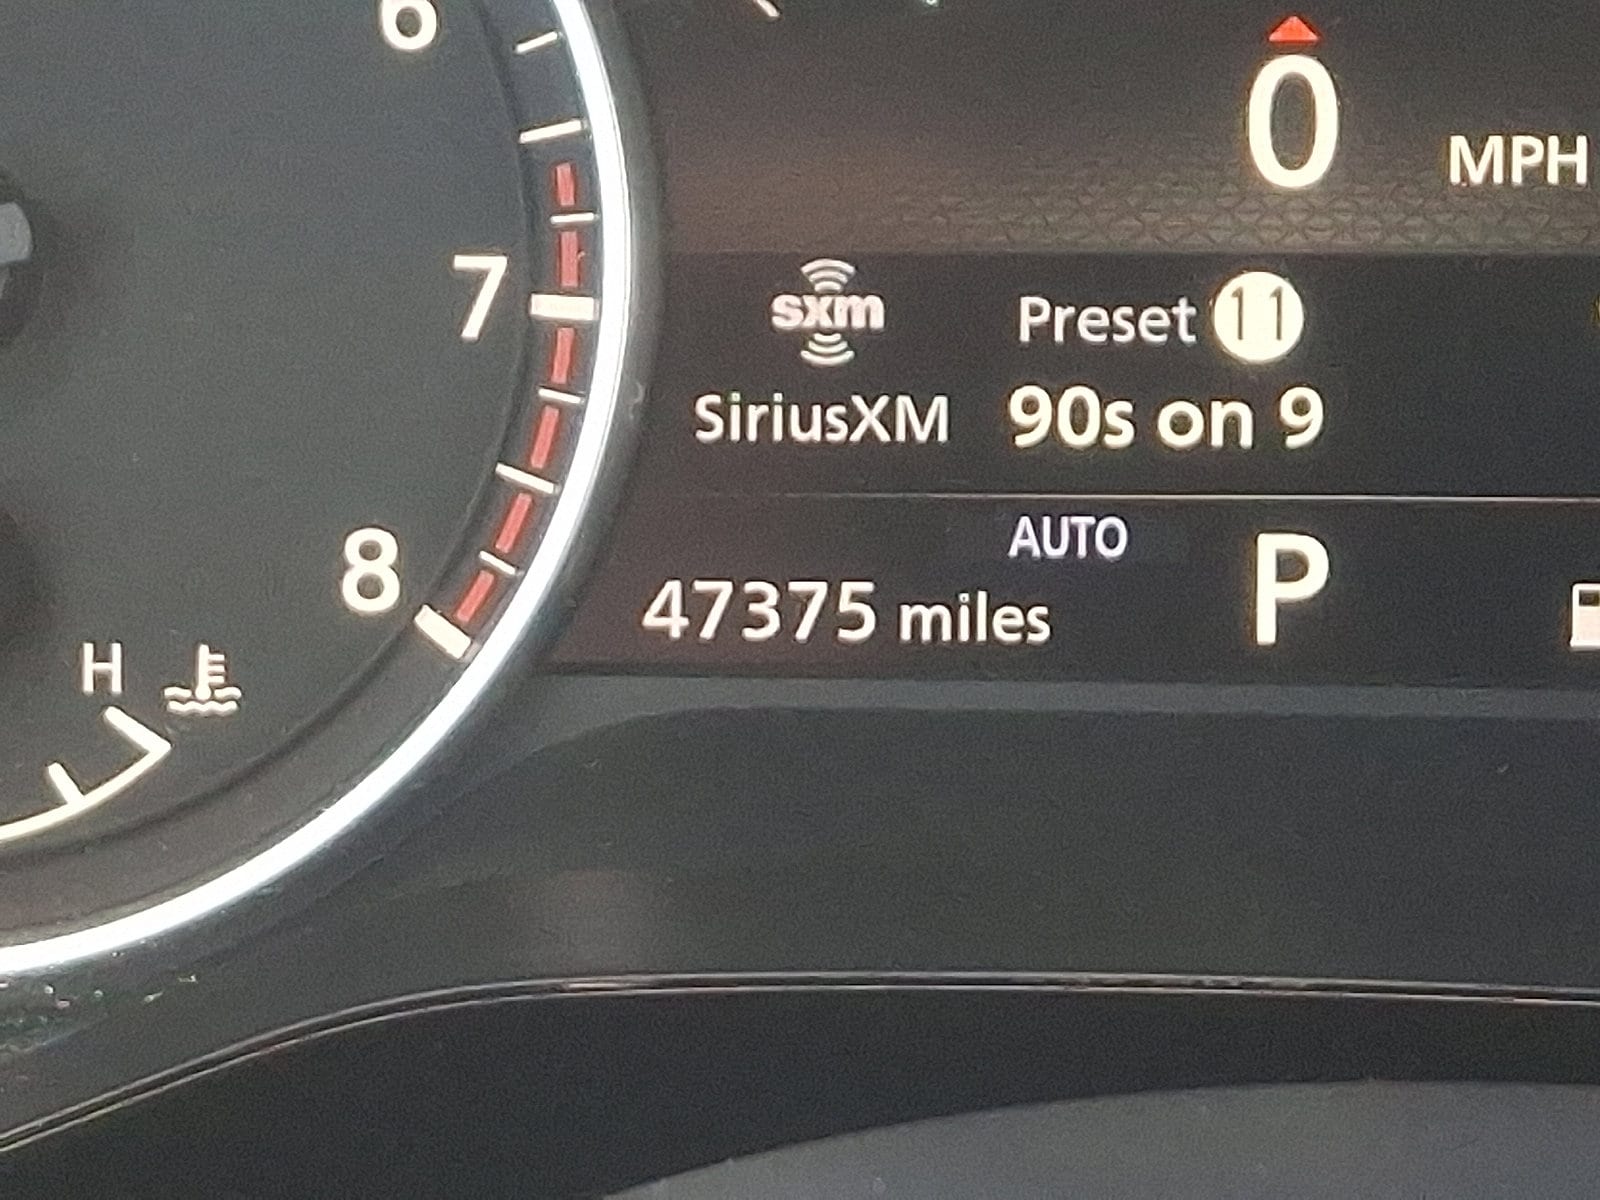 6
0 MPH
7
sxm Preset 11
SiriusXM 90s on 9
AUTO P
8
47375 miles
H